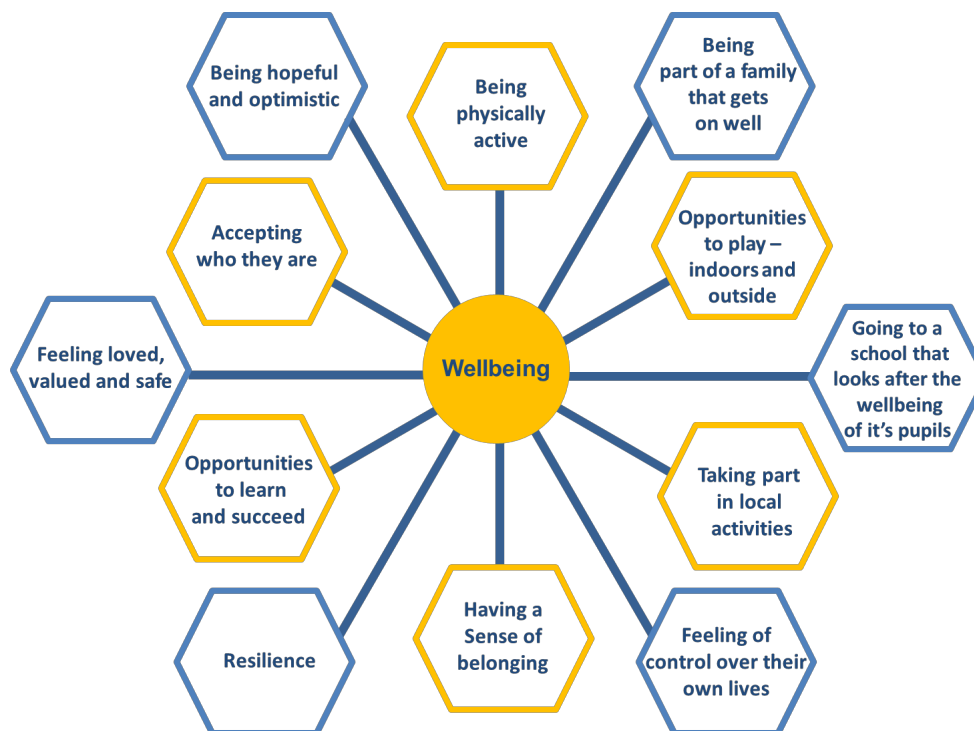 Being hopeful
and optimistic
Being
physically
active
Being
part of a family
that gets
on well
Accepting
who they are
Opportunities
to play –
indoors and
outside
Feeling loved,
valued and safe
Wellbeing
Going to a
school that
looks after the
wellbeing
of it's pupils
Opportunities
to learn
and succeed
Taking part
in local
activities
Resilience
Having a
Sense of
belonging
Feeling of
control over their
own lives